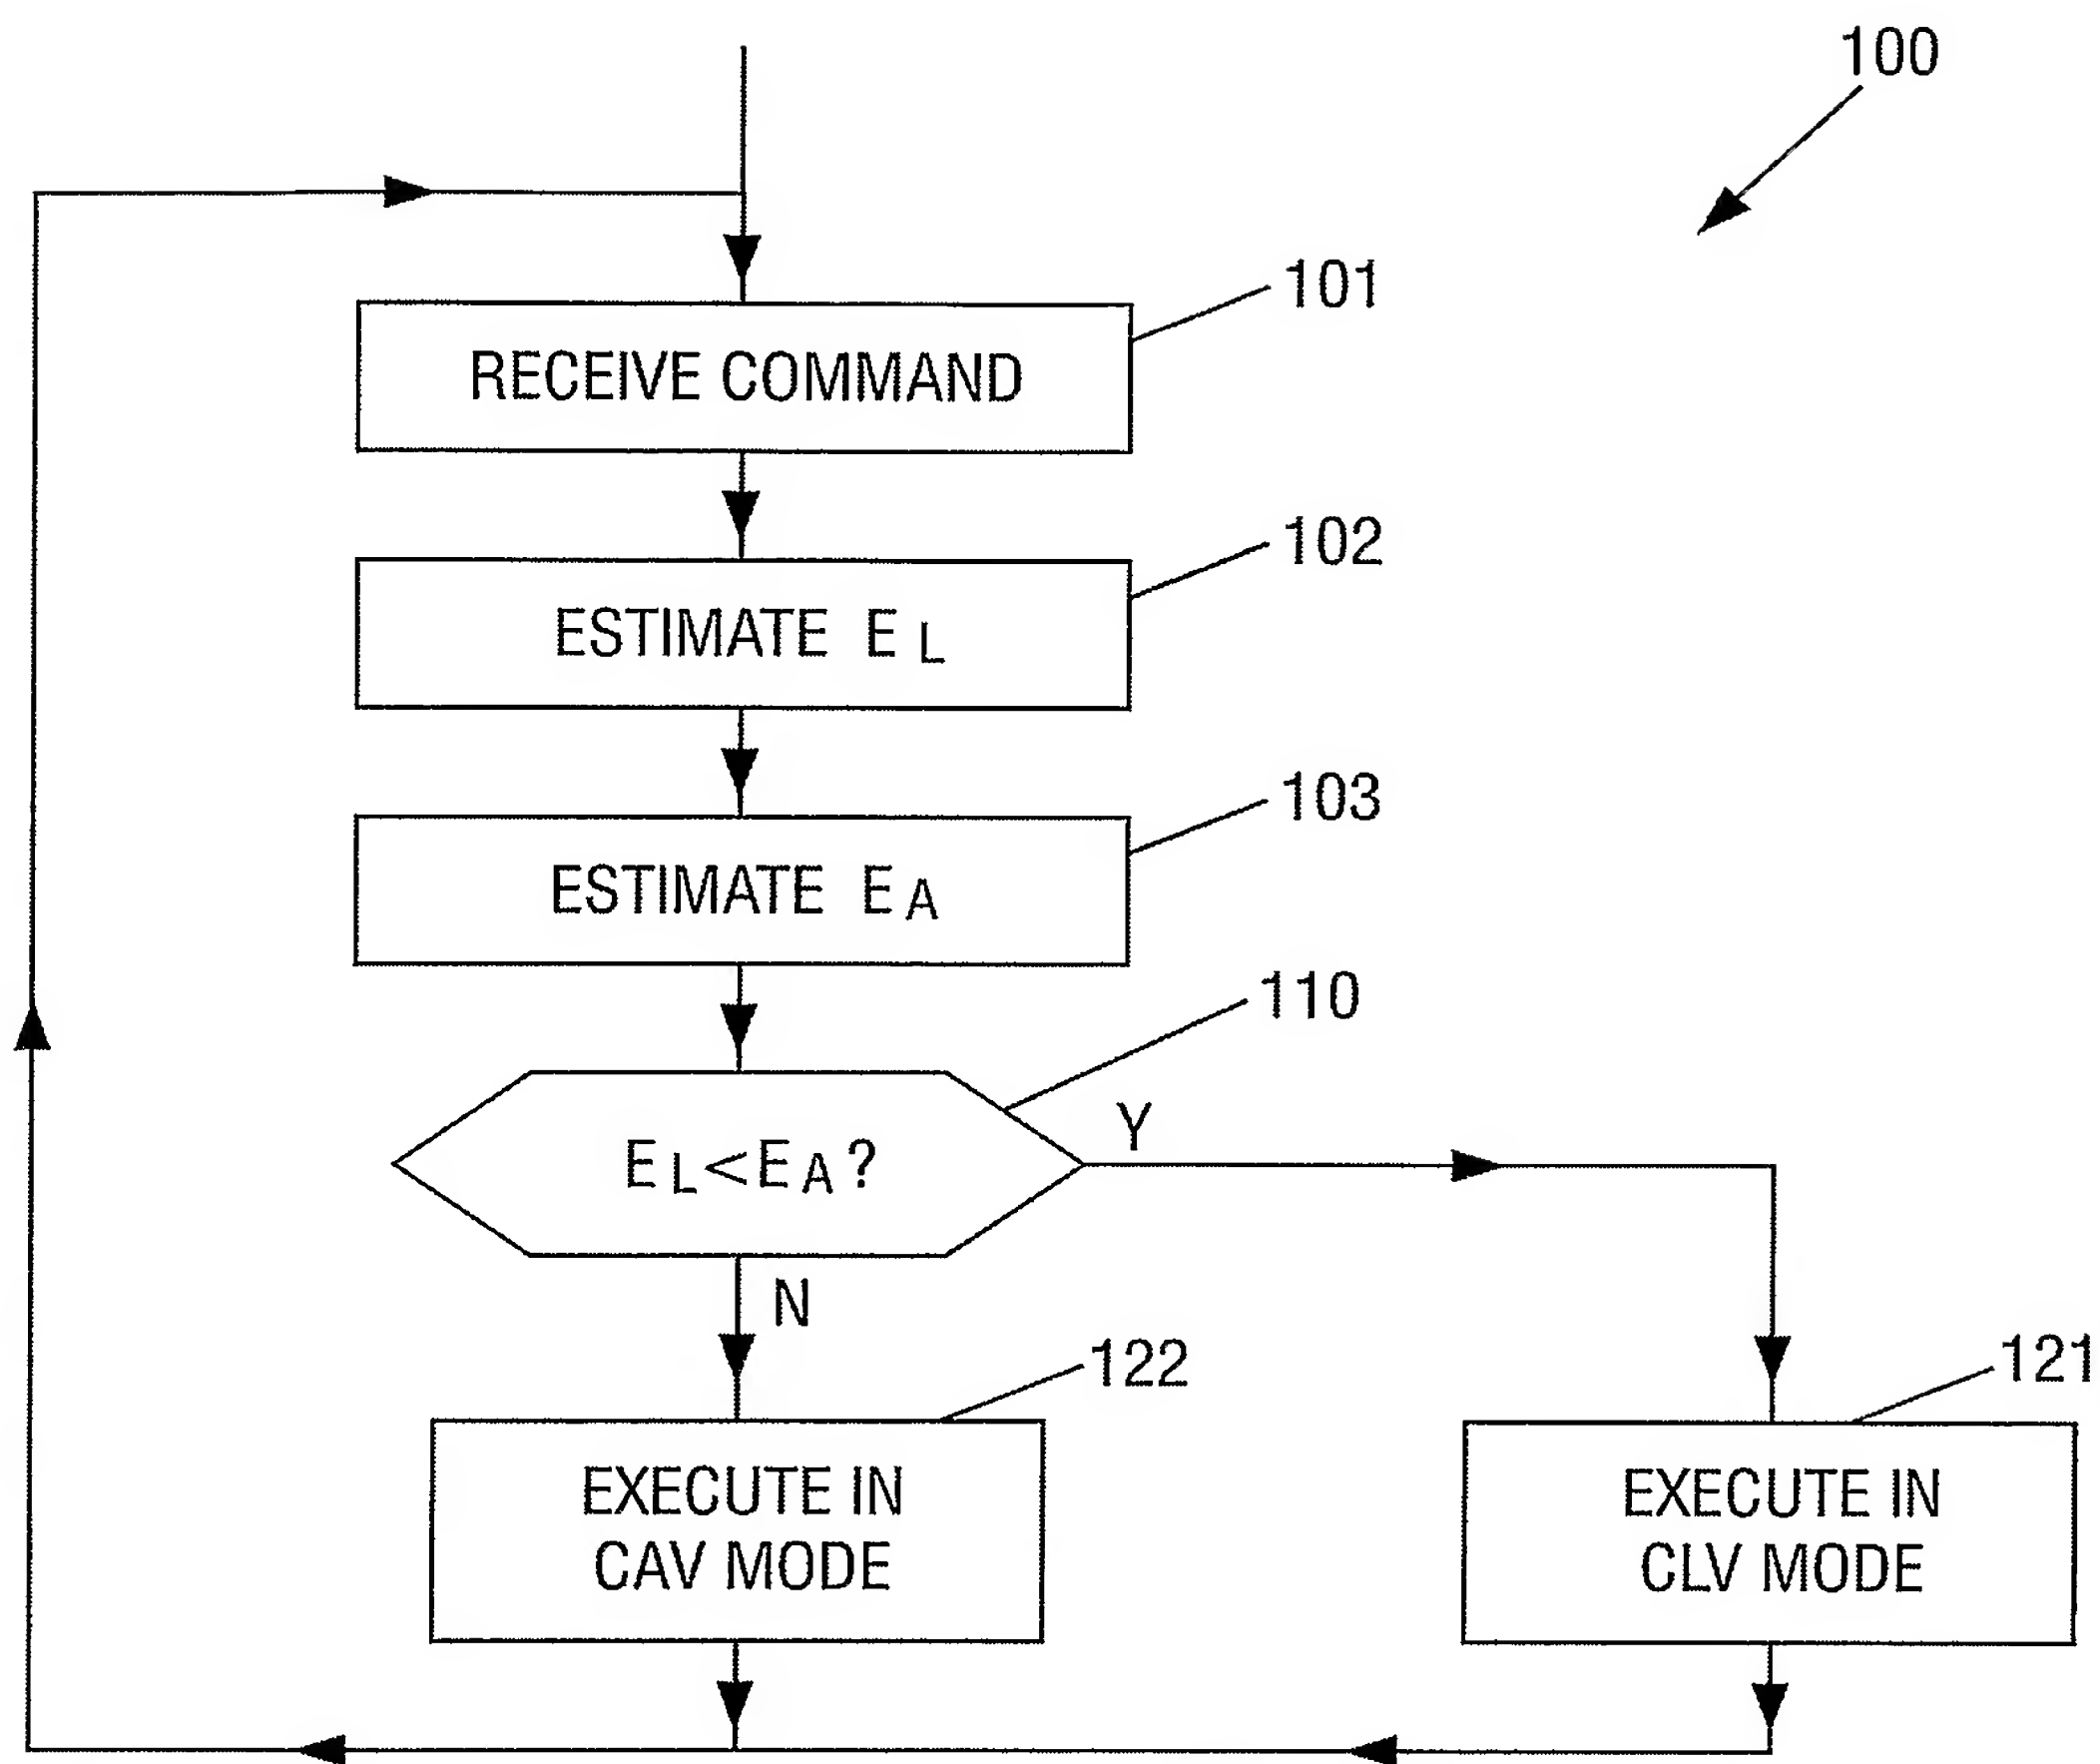 100
101
RECEIVE COMMAND
102
ESTIMATE E L
103
ESTIMATE E A
110
E L < E A ?
Y
N
122
121
EXECUTE IN
CAV MODE
EXECUTE IN
CLV MODE